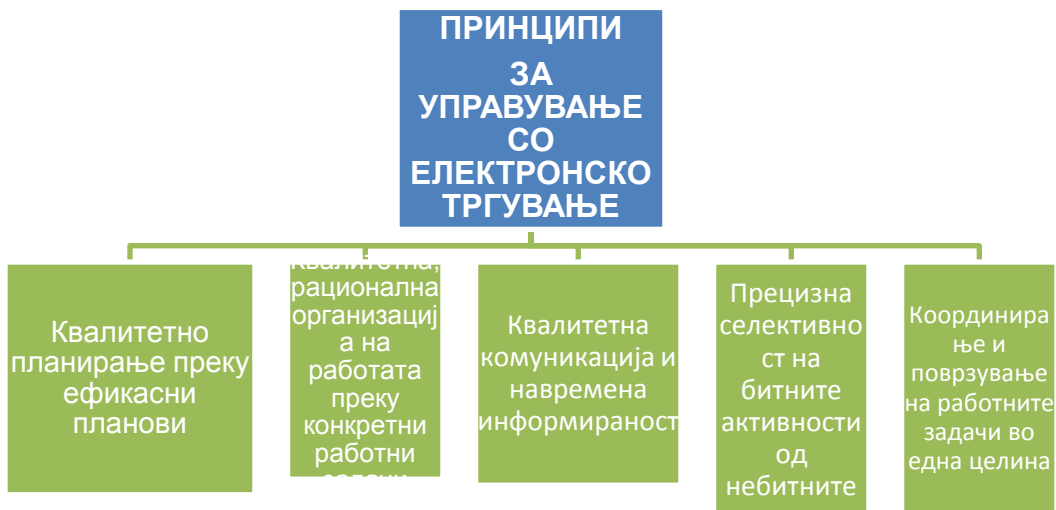 ПРИНЦИПИ
ЗА
УПРАВУВАЊЕ
СО
ЕЛЕКТРОНСКО
ТРГУВАЊЕ
Квалитетно
планирање преку
ефикасни
планови
Квалитетна,
рационална
организациј
а на
работата
преку
конкретни
работни
задачи
Квалитетна
комуникација и
навремена
информираност
Прецизна
селективно
ст на
битните
активности
од
небитните
Координира
ње и
поврзување
на работните
задачи во
една целина